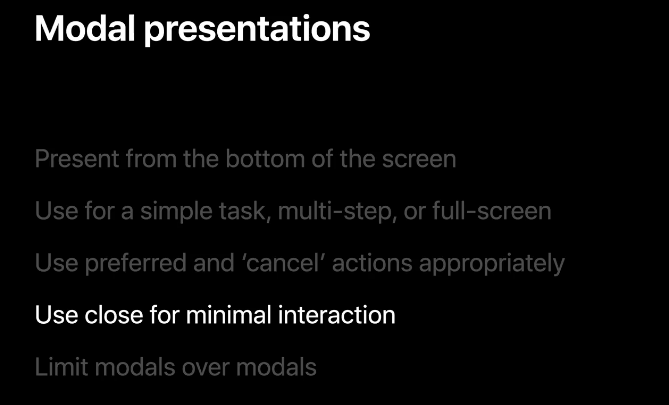 Modal presentations
Present from the bottom of the screen
Use for a simple task, multi-step, or full-screen
Use preferred and ‘cancel’ actions appropriately
Use close for minimal interaction
Limit modals over modals